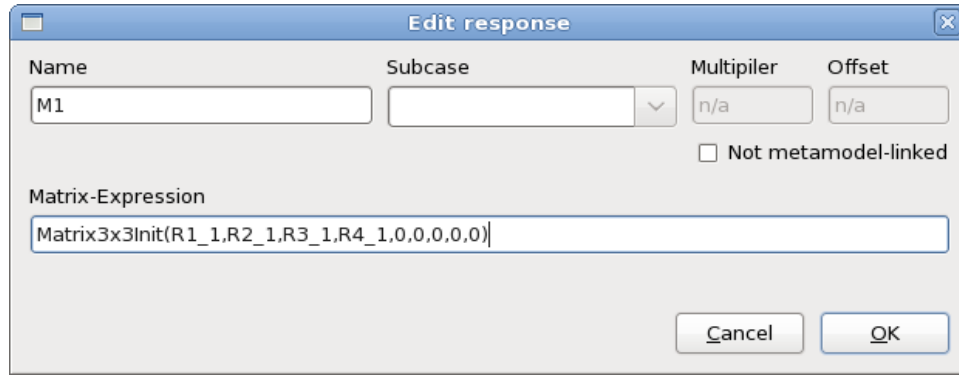 Edit response
Name Subcase Multipiler Offset
M1 n/a n/a
Not metamodel-linked
Matrix-Expression
Matrix3x3Init(R1_1,R2_1,R3_1,R4_1,0,0,0,0,0)
Cancel OK